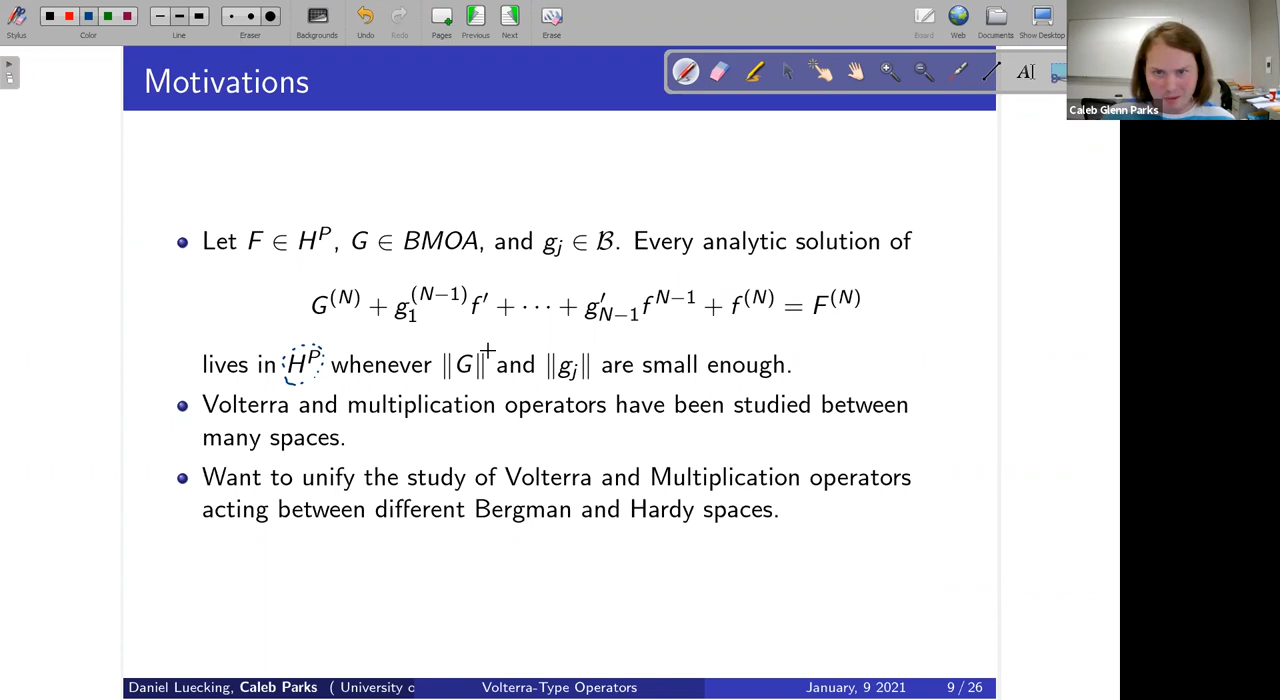 Stylus Color Line Eraser Backgrounds Undo Redo Pages Previous Next Erase Board Web Documents Show Desktop
Caleb Glenn Parks
Motivations
Let F ∈ H^P, G ∈ BMOA, and g_j ∈ ℬ. Every analytic solution of
G^{(N)} + g_1^{(N−1)} f′ + ··· + g′_{N−1} f^{N−1} + f^{(N)} = F^{(N)}
lives in H^P whenever ‖G‖ and ‖g_j‖ are small enough.
Volterra and multiplication operators have been studied between
many spaces.
Want to unify the study of Volterra and Multiplication operators
acting between different Bergman and Hardy spaces.
Daniel Luecking, Caleb Parks ( University o Volterra-Type Operators January, 9 2021 9 / 26